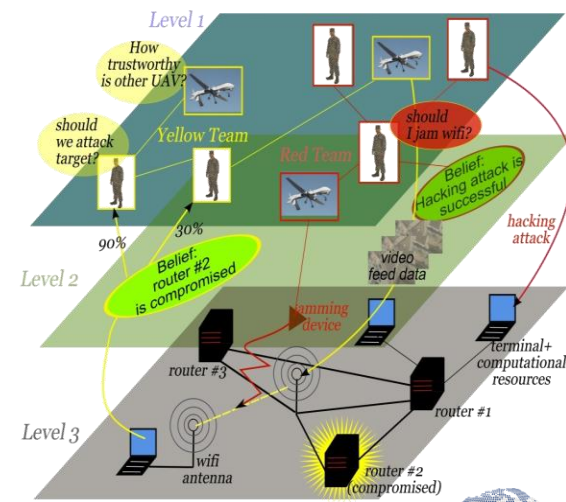 Level 1
How
trustworthy
is other UAV?
should
we attack
target?
Yellow Team
should
I jam wifi?
Red Team
Belief:
Hacking attack is
successful
hacking
attack
90%
30%
Belief:
router #2
is compromised
video
feed data
Level 2
jamming
device
terminal+
computational
resources
router #3
router #1
Level 3
wifi
antenna
router #2
(compromised)